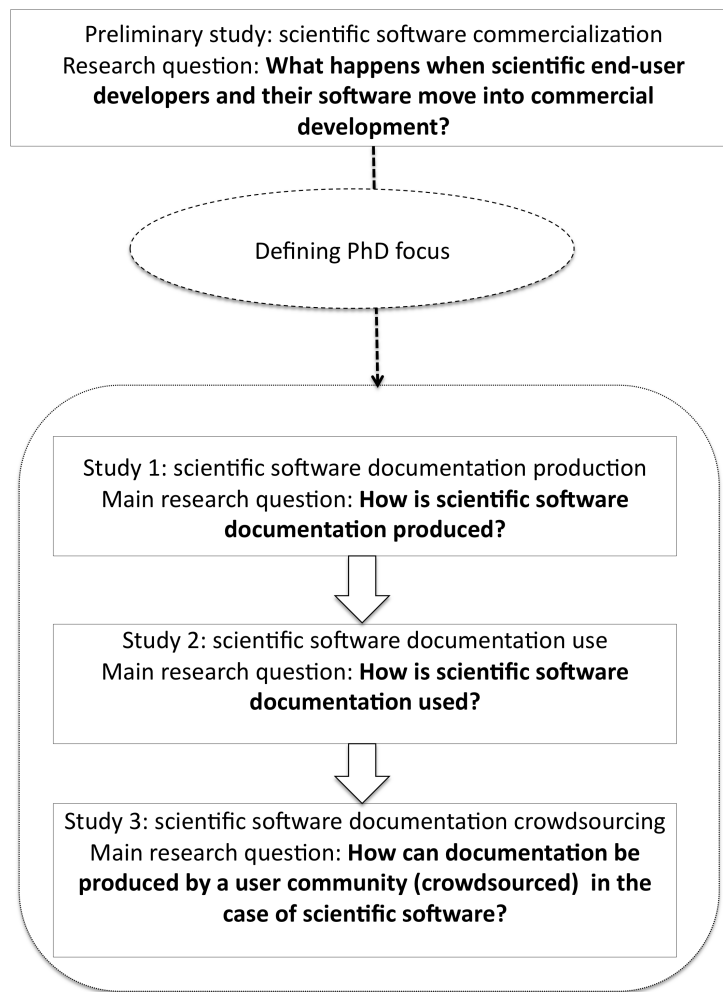 Preliminary study: scientific software commercialization
Research question: What happens when scientific end-user
developers and their software move into commercial
development?
Defining PhD focus
Study 1: scientific software documentation production
Main research question: How is scientific software
documentation produced?
Study 2: scientific software documentation use
Main research question: How is scientific software
documentation used?
Study 3: scientific software documentation crowdsourcing
Main research question: How can documentation be
produced by a user community (crowdsourced)  in the
case of scientific software?